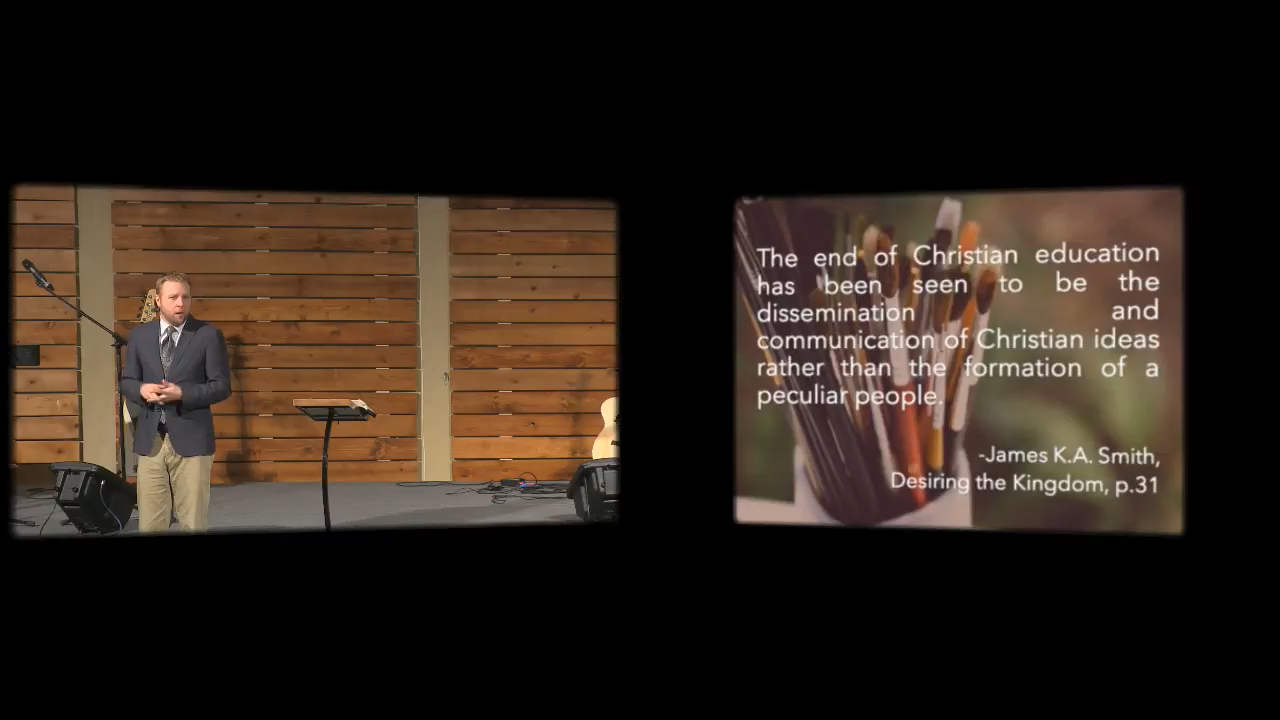 The end of Christian education
has been seen to be the
dissemination and
communication of Christian ideas
rather than the formation of a
peculiar people.
-James K.A. Smith,
Desiring the Kingdom, p.31